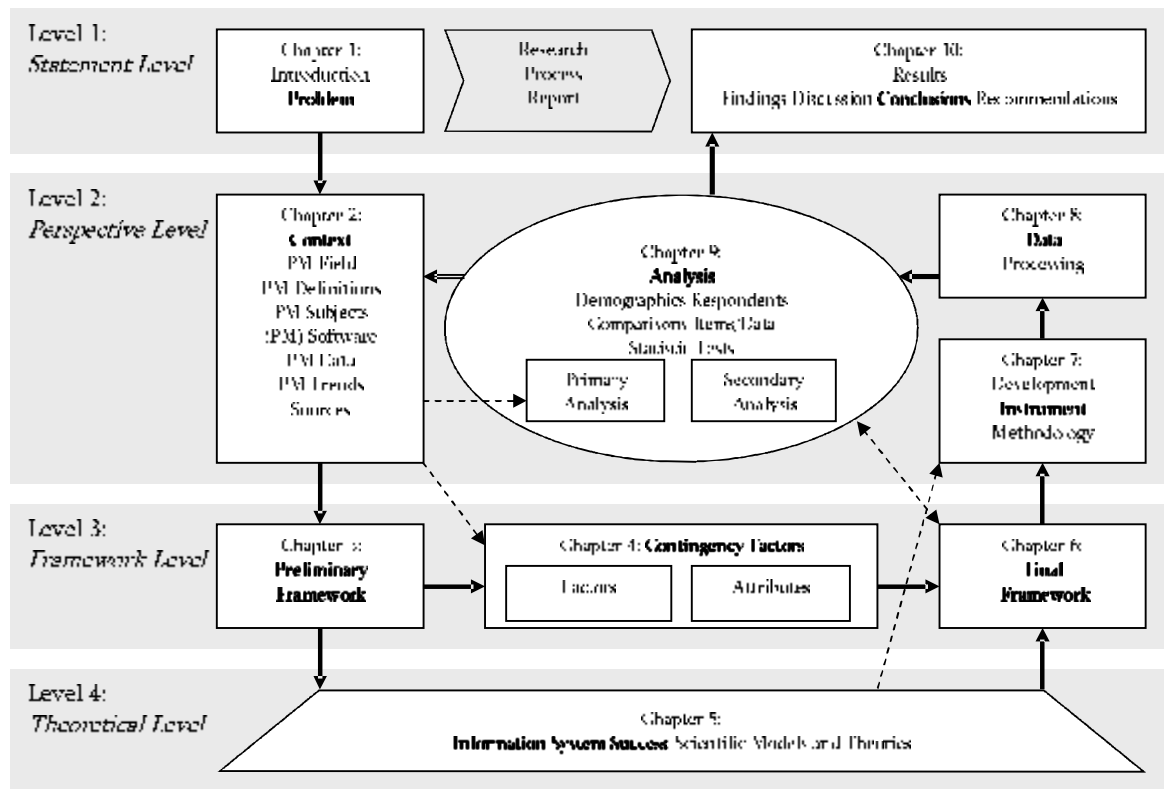 Level 1:
Statement Level
Chapter 1:
Introduction
Problem
Research
Process
Report
Chapter 10:
Results
Findings Discussion Conclusions Recommendations
Level 2:
Perspective Level
Chapter 2:
Context
PM Field
PM Definitions
PM Subjects
(PM) Software
PM Data
PM Trends
Sources
Chapter 9:
Analysis
Demographics Respondents
Comparisons Items/Data
Statistic Tests
Primary
Analysis
Secondary
Analysis
Chapter 8:
Data
Processing
Chapter 7:
Development
Instrument
Methodology
Level 3:
Framework Level
Chapter 3:
Preliminary
Framework
Chapter 4: Contingency Factors
Factors
Attributes
Chapter 6:
Final
Framework
Level 4:
Theoretical Level
Chapter 5:
Information System Success Scientific Models and Theories